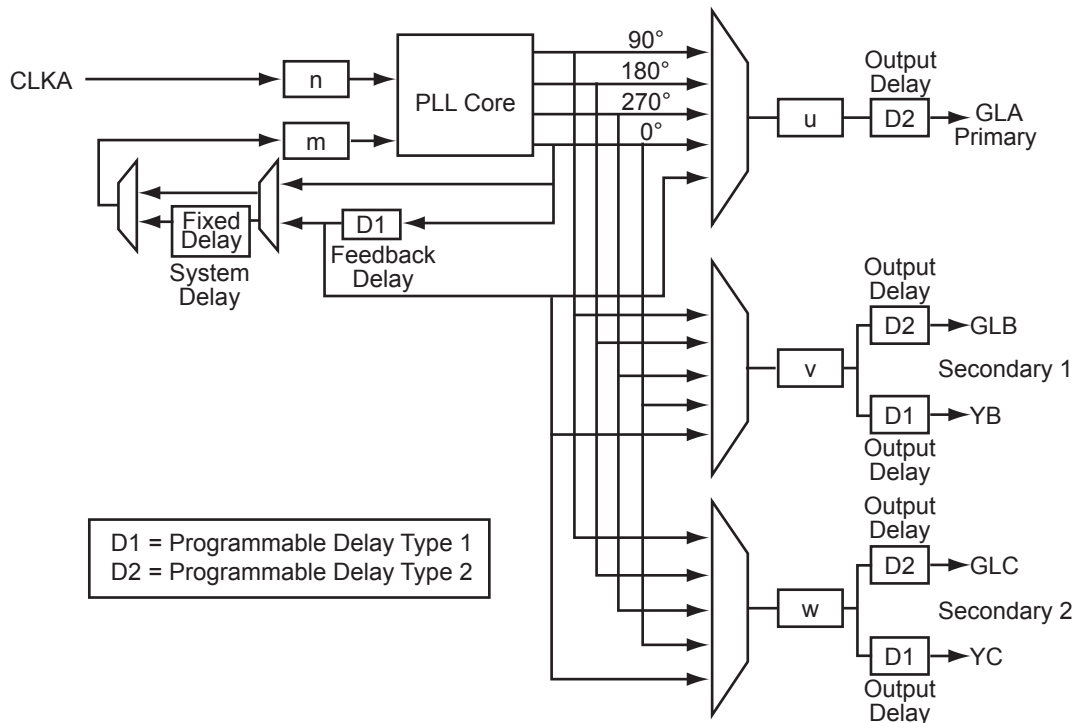 CLKA
n
m
PLL Core
90°
180°
270°
0°
Fixed
Delay
System
Delay
D1
Feedback
Delay
u
Output
Delay
D2
GLA
Primary
v
Output
Delay
D2
GLB
Secondary 1
D1
YB
Output
Delay
w
Output
Delay
D2
GLC
Secondary 2
D1
YC
Output
Delay
D1 = Programmable Delay Type 1
D2 = Programmable Delay Type 2